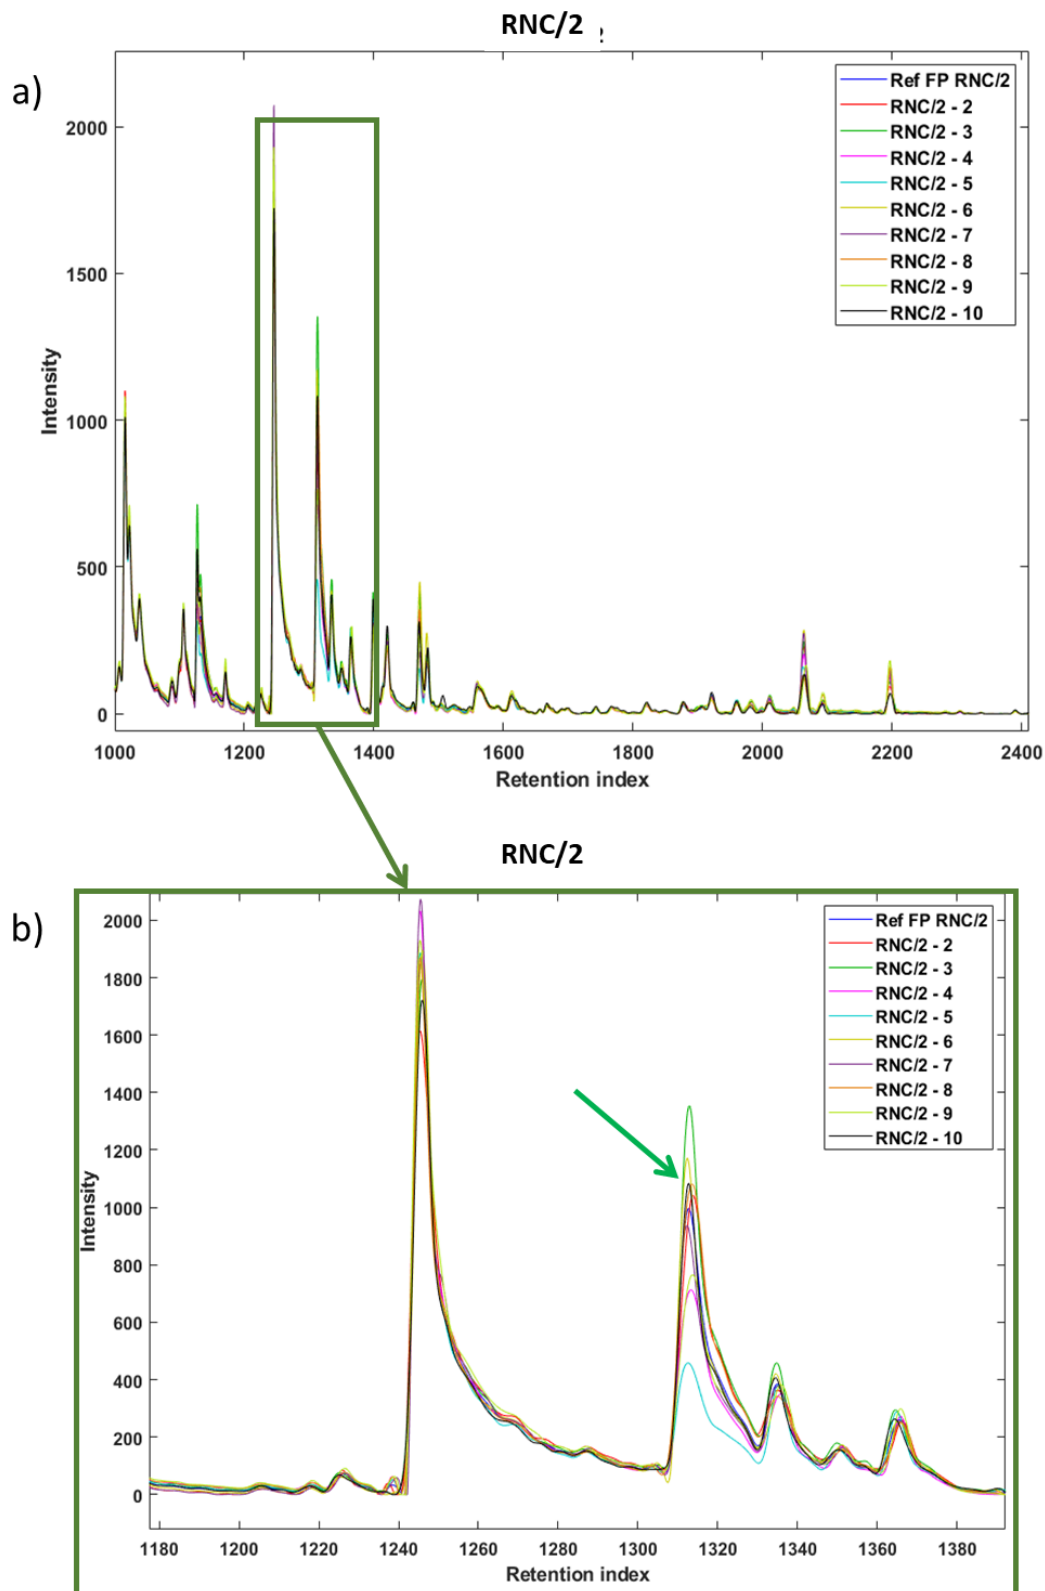 RNC/2
a)
Ref FP RNC/2
RNC/2 - 2
RNC/2 - 3
RNC/2 - 4
RNC/2 - 5
RNC/2 - 6
RNC/2 - 7
RNC/2 - 8
RNC/2 - 9
RNC/2 - 10
2000
1500
1000
500
0
Intensity
1000 1200 1400 1600 1800 2000 2200 2400
Retention index
RNC/2
b)
Ref FP RNC/2
RNC/2 - 2
RNC/2 - 3
RNC/2 - 4
RNC/2 - 5
RNC/2 - 6
RNC/2 - 7
RNC/2 - 8
RNC/2 - 9
RNC/2 - 10
2000
1800
1600
1400
1200
1000
800
600
400
200
0
Intensity
1180 1200 1220 1240 1260 1280 1300 1320 1340 1360 1380
Retention index